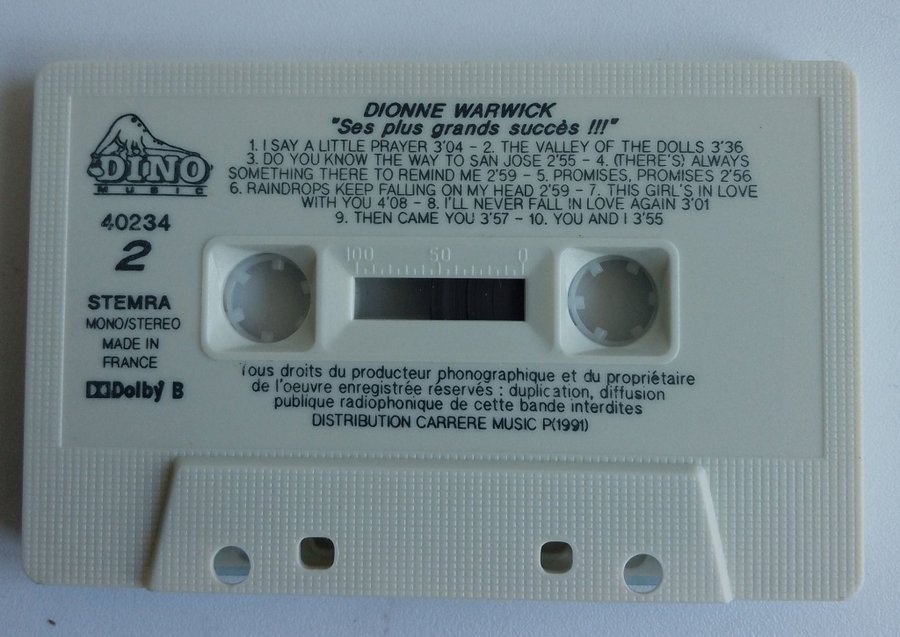 DIONNE WARWICK
"Ses plus grands succès !!!"
1. I SAY A LITTLE PRAYER 3'04 - 2. THE VALLEY OF THE DOLLS 3'36
3. DO YOU KNOW THE WAY TO SAN JOSE 2'55 - 4. (THERE'S) ALWAYS
SOMETHING THERE TO REMIND ME 2'59 - 5. PROMISES, PROMISES 2'56
6. RAINDROPS KEEP FALLING ON MY HEAD 2'59 - 7. THIS GIRL'S IN LOVE
WITH YOU 4'08 - 8. I'LL NEVER FALL IN LOVE AGAIN 3'01
9. THEN CAME YOU 3'57 - 10. YOU AND I 3'55
DINO
MUSIC
40234
2
STEMRA
MONO/STEREO
MADE IN
FRANCE
Dolby B
100 50 0
Tous droits du producteur phonographique et du propriétaire
de l'oeuvre enregistrée réservés : duplication, diffusion
publique radiophonique de cette bande interdites
DISTRIBUTION CARRERE MUSIC P(1991)